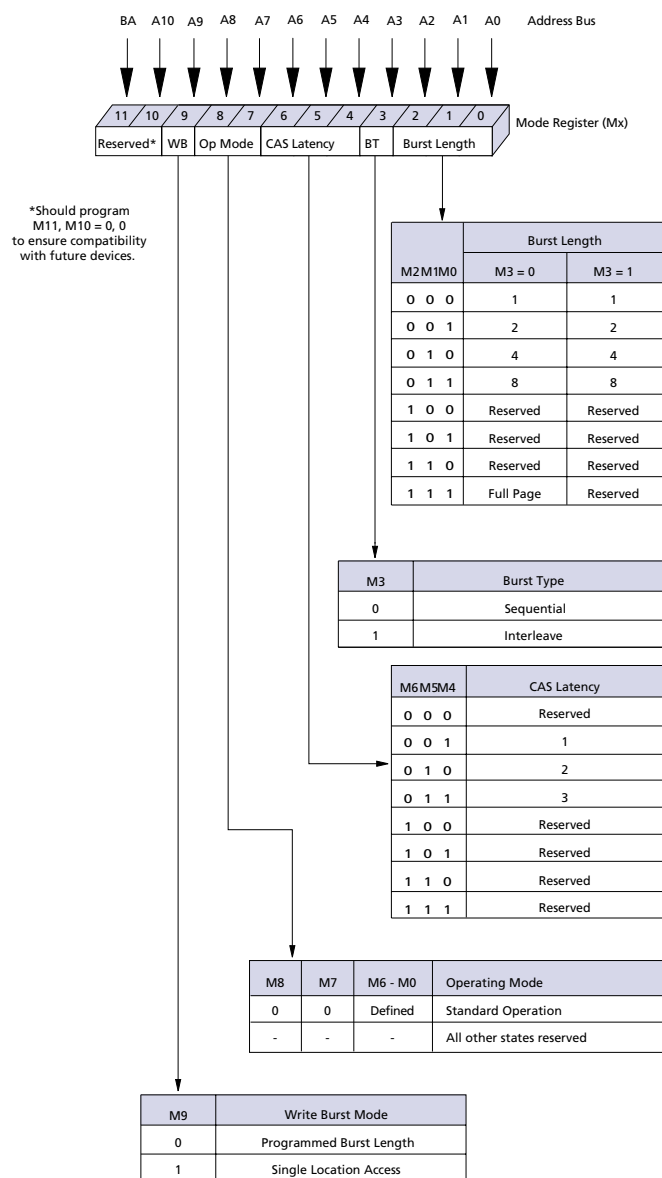 BA A10 A9 A8 A7 A6 A5 A4 A3 A2 A1 A0 Address Bus
11 10 9 8 7 6 5 4 3 2 1 0
Mode Register (Mx)
Reserved* WB Op Mode CAS Latency BT Burst Length
*Should program
M11, M10 = 0, 0
to ensure compatibility
with future devices.
Burst Length
M2M1M0 M3 = 0 M3 = 1
0 0 0 1 1
0 0 1 2 2
0 1 0 4 4
0 1 1 8 8
1 0 0 Reserved Reserved
1 0 1 Reserved Reserved
1 1 0 Reserved Reserved
1 1 1 Full Page Reserved
M3 Burst Type
0 Sequential
1 Interleave
M6M5M4 CAS Latency
0 0 0 Reserved
0 0 1 1
0 1 0 2
0 1 1 3
1 0 0 Reserved
1 0 1 Reserved
1 1 0 Reserved
1 1 1 Reserved
M8 M7 M6 - M0 Operating Mode
0 0 Defined Standard Operation
- - - All other states reserved
M9 Write Burst Mode
0 Programmed Burst Length
1 Single Location Access